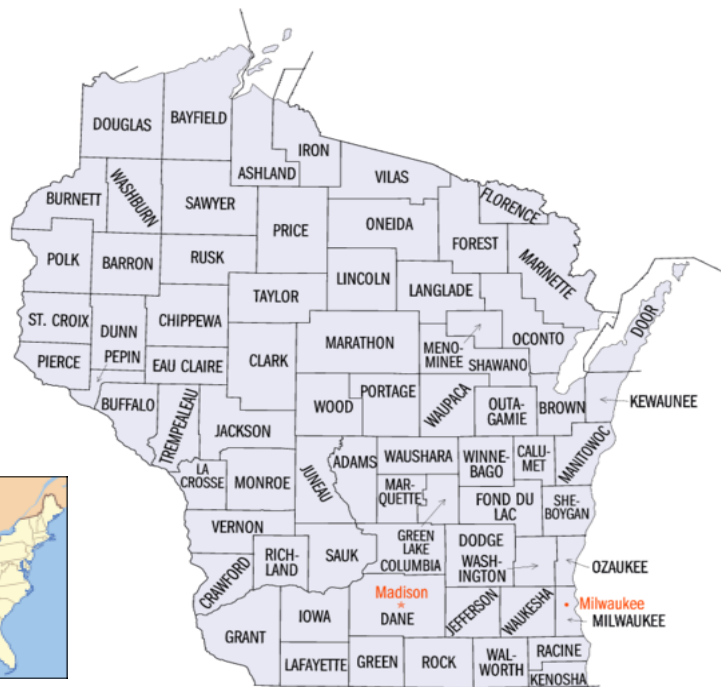 DOUGLAS
BAYFIELD
IRON
ASHLAND
VILAS
BURNETT
WASHBURN
SAWYER
FLORENCE
PRICE
ONEIDA
FOREST
POLK
BARRON
RUSK
MARINETTE
LINCOLN
TAYLOR
LANGLADE
ST. CROIX
DUNN
CHIPPEWA
DOOR
OCONTO
MARATHON
MENO-
MINEE
SHAWANO
PIERCE
PEPIN
EAU CLAIRE
CLARK
BUFFALO
TREMPEALEAU
WOOD
PORTAGE
WAUPACA
OUTA-
GAMIE
BROWN
KEWAUNEE
JACKSON
LA
CROSSE
MONROE
JUNEAU
ADAMS
WAUSHARA
WINNE-
BAGO
CALU-
MET
MANITOWOC
MAR-
QUETTE
FOND DU
LAC
SHE-
BOYGAN
VERNON
GREEN
LAKE
DODGE
CRAWFORD
RICH-
LAND
SAUK
COLUMBIA
WASH-
INGTON
OZAUKEE
Madison
DANE
JEFFERSON
WAUKESHA
Milwaukee
MILWAUKEE
GRANT
IOWA
LAFAYETTE
GREEN
ROCK
WAL-
WORTH
RACINE
KENOSHA